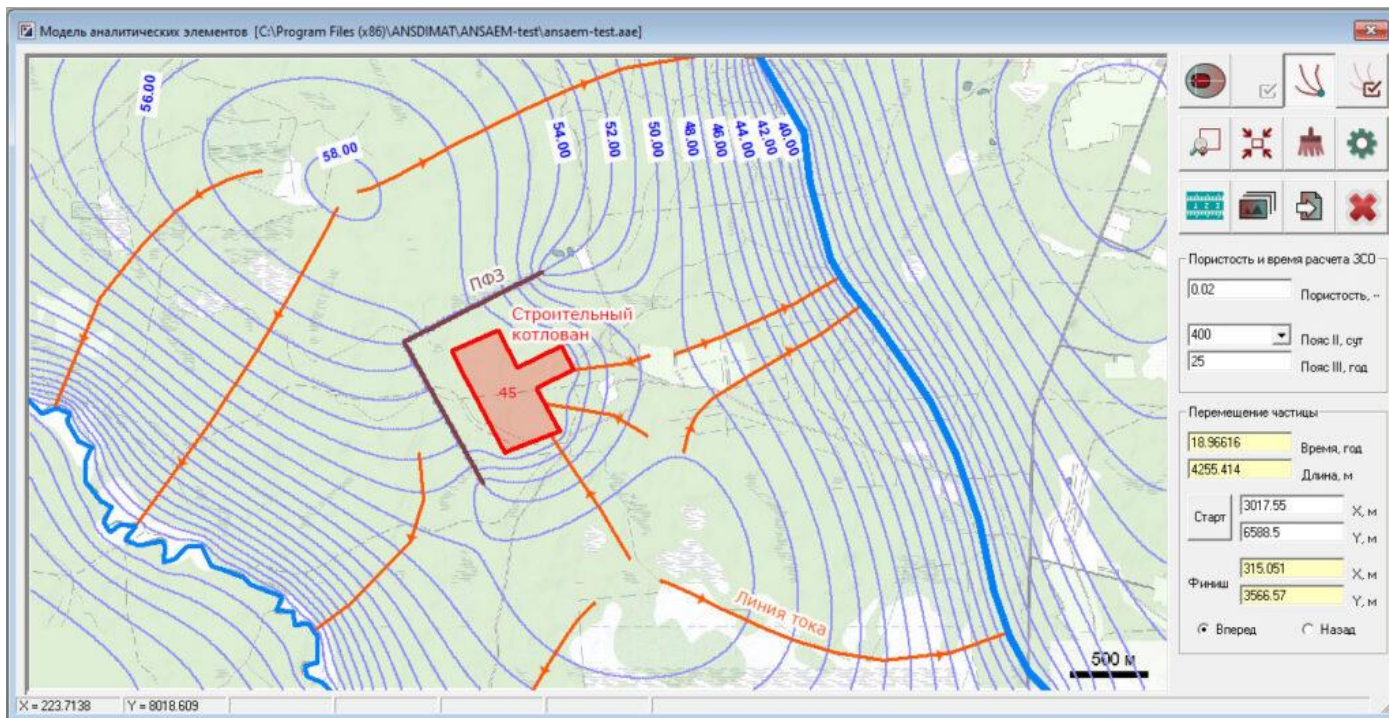 Модель аналитических элементов [C:\Program Files (x86)\ANSDIMAT\ANSAEM-test\ansaem-test.aae]
56.00
58.00
54.00
52.00
50.00
48.00
46.00
44.00
42.00
40.00
ПФЗ
Строительный
котлован
45
Линия тока
500 м
1 2 3
Пористость и время расчета ЗСО
0.02 Пористость, --
400 Пояс II, сут
25 Пояс III, год
Перемещение частицы
18.96616 Время, год
4255.414 Длина, м
Старт
3017.55 X, м
6588.5 Y, м
Финиш
315.051 X, м
3566.57 Y, м
Вперед Назад
X = 223.7138 Y = 8018.609